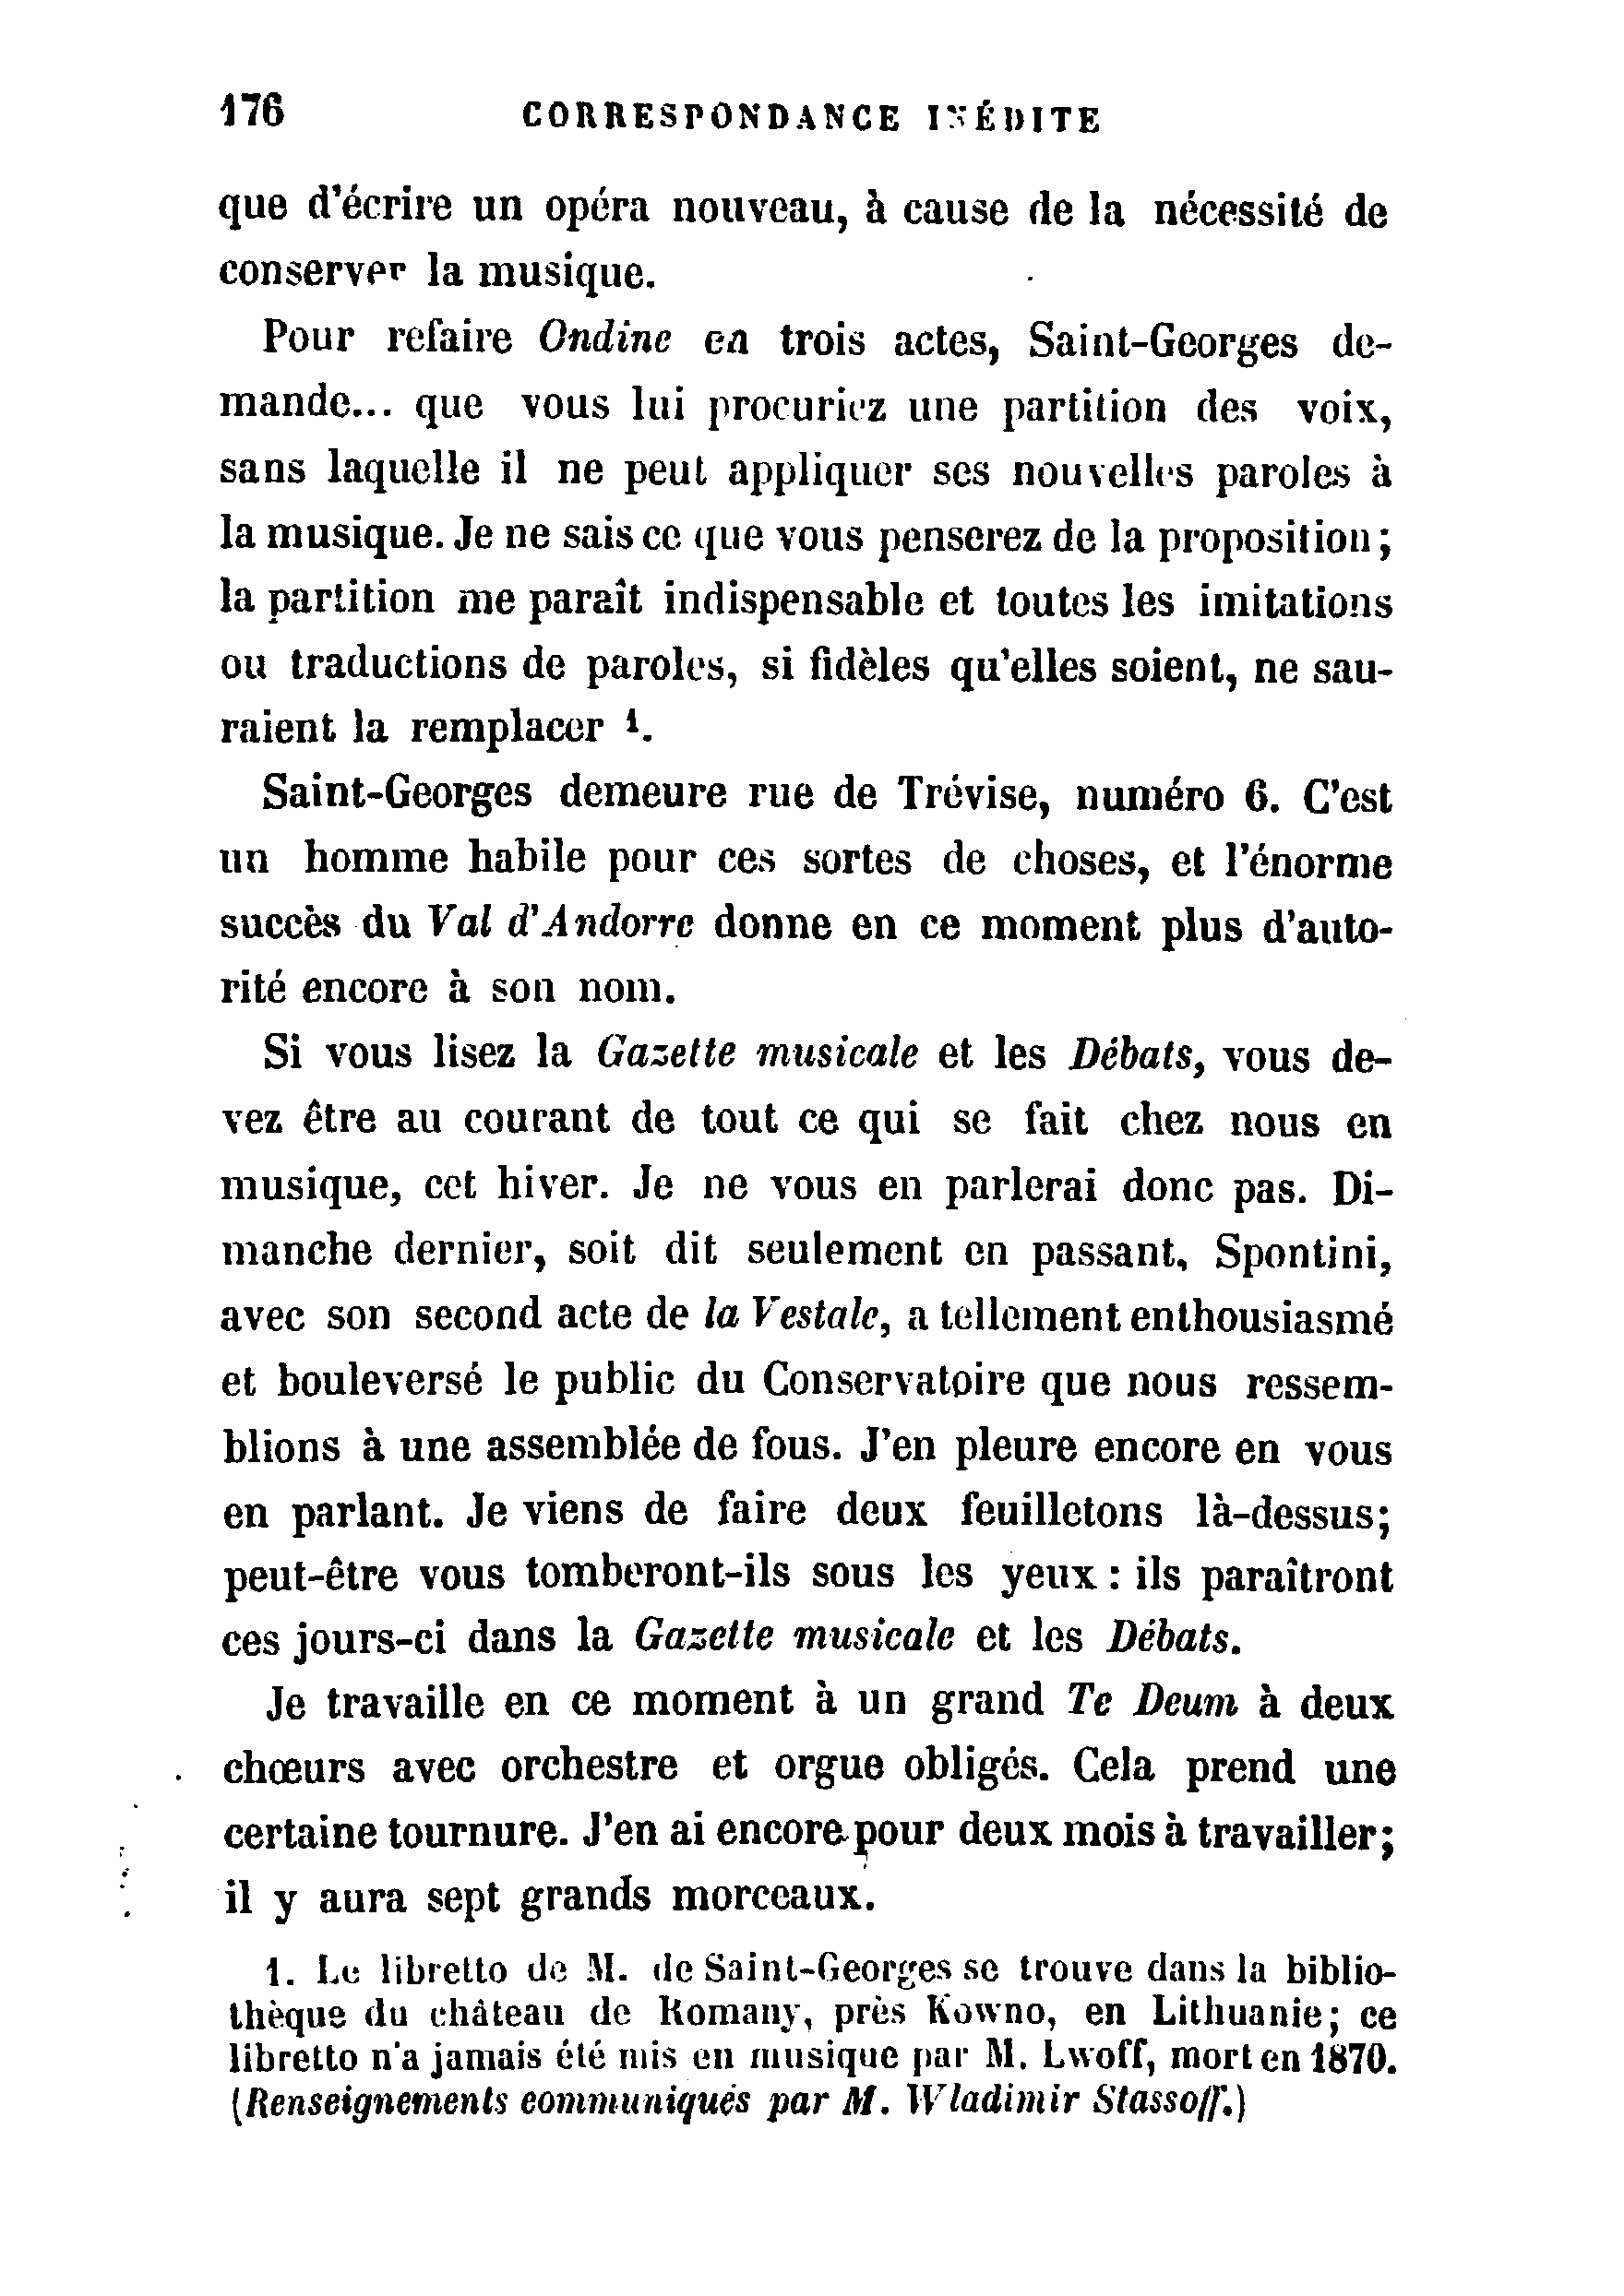 176 CORRESPONDANCE INÉDITE
que d'écrire un opéra nouveau, à cause de la nécessité de
conserver la musique.
Pour refaire Ondine en trois actes, Saint-Georges de-
mande... que vous lui procuriez une partition des voix,
sans laquelle il ne peut appliquer ses nouvelles paroles à
la musique. Je ne sais ce que vous penserez de la proposition;
la partition me paraît indispensable et toutes les imitations
ou traductions de paroles, si fidèles qu'elles soient, ne sau-
raient la remplacer 1.
Saint-Georges demeure rue de Trévise, numéro 6. C'est
un homme habile pour ces sortes de choses, et l'énorme
succès du Val d'Andorre donne en ce moment plus d'auto-
rité encore à son nom.
Si vous lisez la Gazette musicale et les Débats, vous de-
vez être au courant de tout ce qui se fait chez nous en
musique, cet hiver. Je ne vous en parlerai donc pas. Di-
manche dernier, soit dit seulement en passant, Spontini,
avec son second acte de la Vestale, a tellement enthousiasmé
et bouleversé le public du Conservatoire que nous ressem-
blions à une assemblée de fous. J'en pleure encore en vous
en parlant. Je viens de faire deux feuilletons là-dessus;
peut-être vous tomberont-ils sous les yeux : ils paraîtront
ces jours-ci dans la Gazette musicale et les Débats.
Je travaille en ce moment à un grand Te Deum à deux
chœurs avec orchestre et orgue obligés. Cela prend une
certaine tournure. J'en ai encore pour deux mois à travailler;
il y aura sept grands morceaux.
1. Le libretto de M. de Saint-Georges se trouve dans la biblio-
thèque du château de Romany, près Kowno, en Lithuanie; ce
libretto n'a jamais été mis en musique par M. Lwoff, mort en 1870.
(Renseignements communiqués par M. Wladimir Stassoff.)